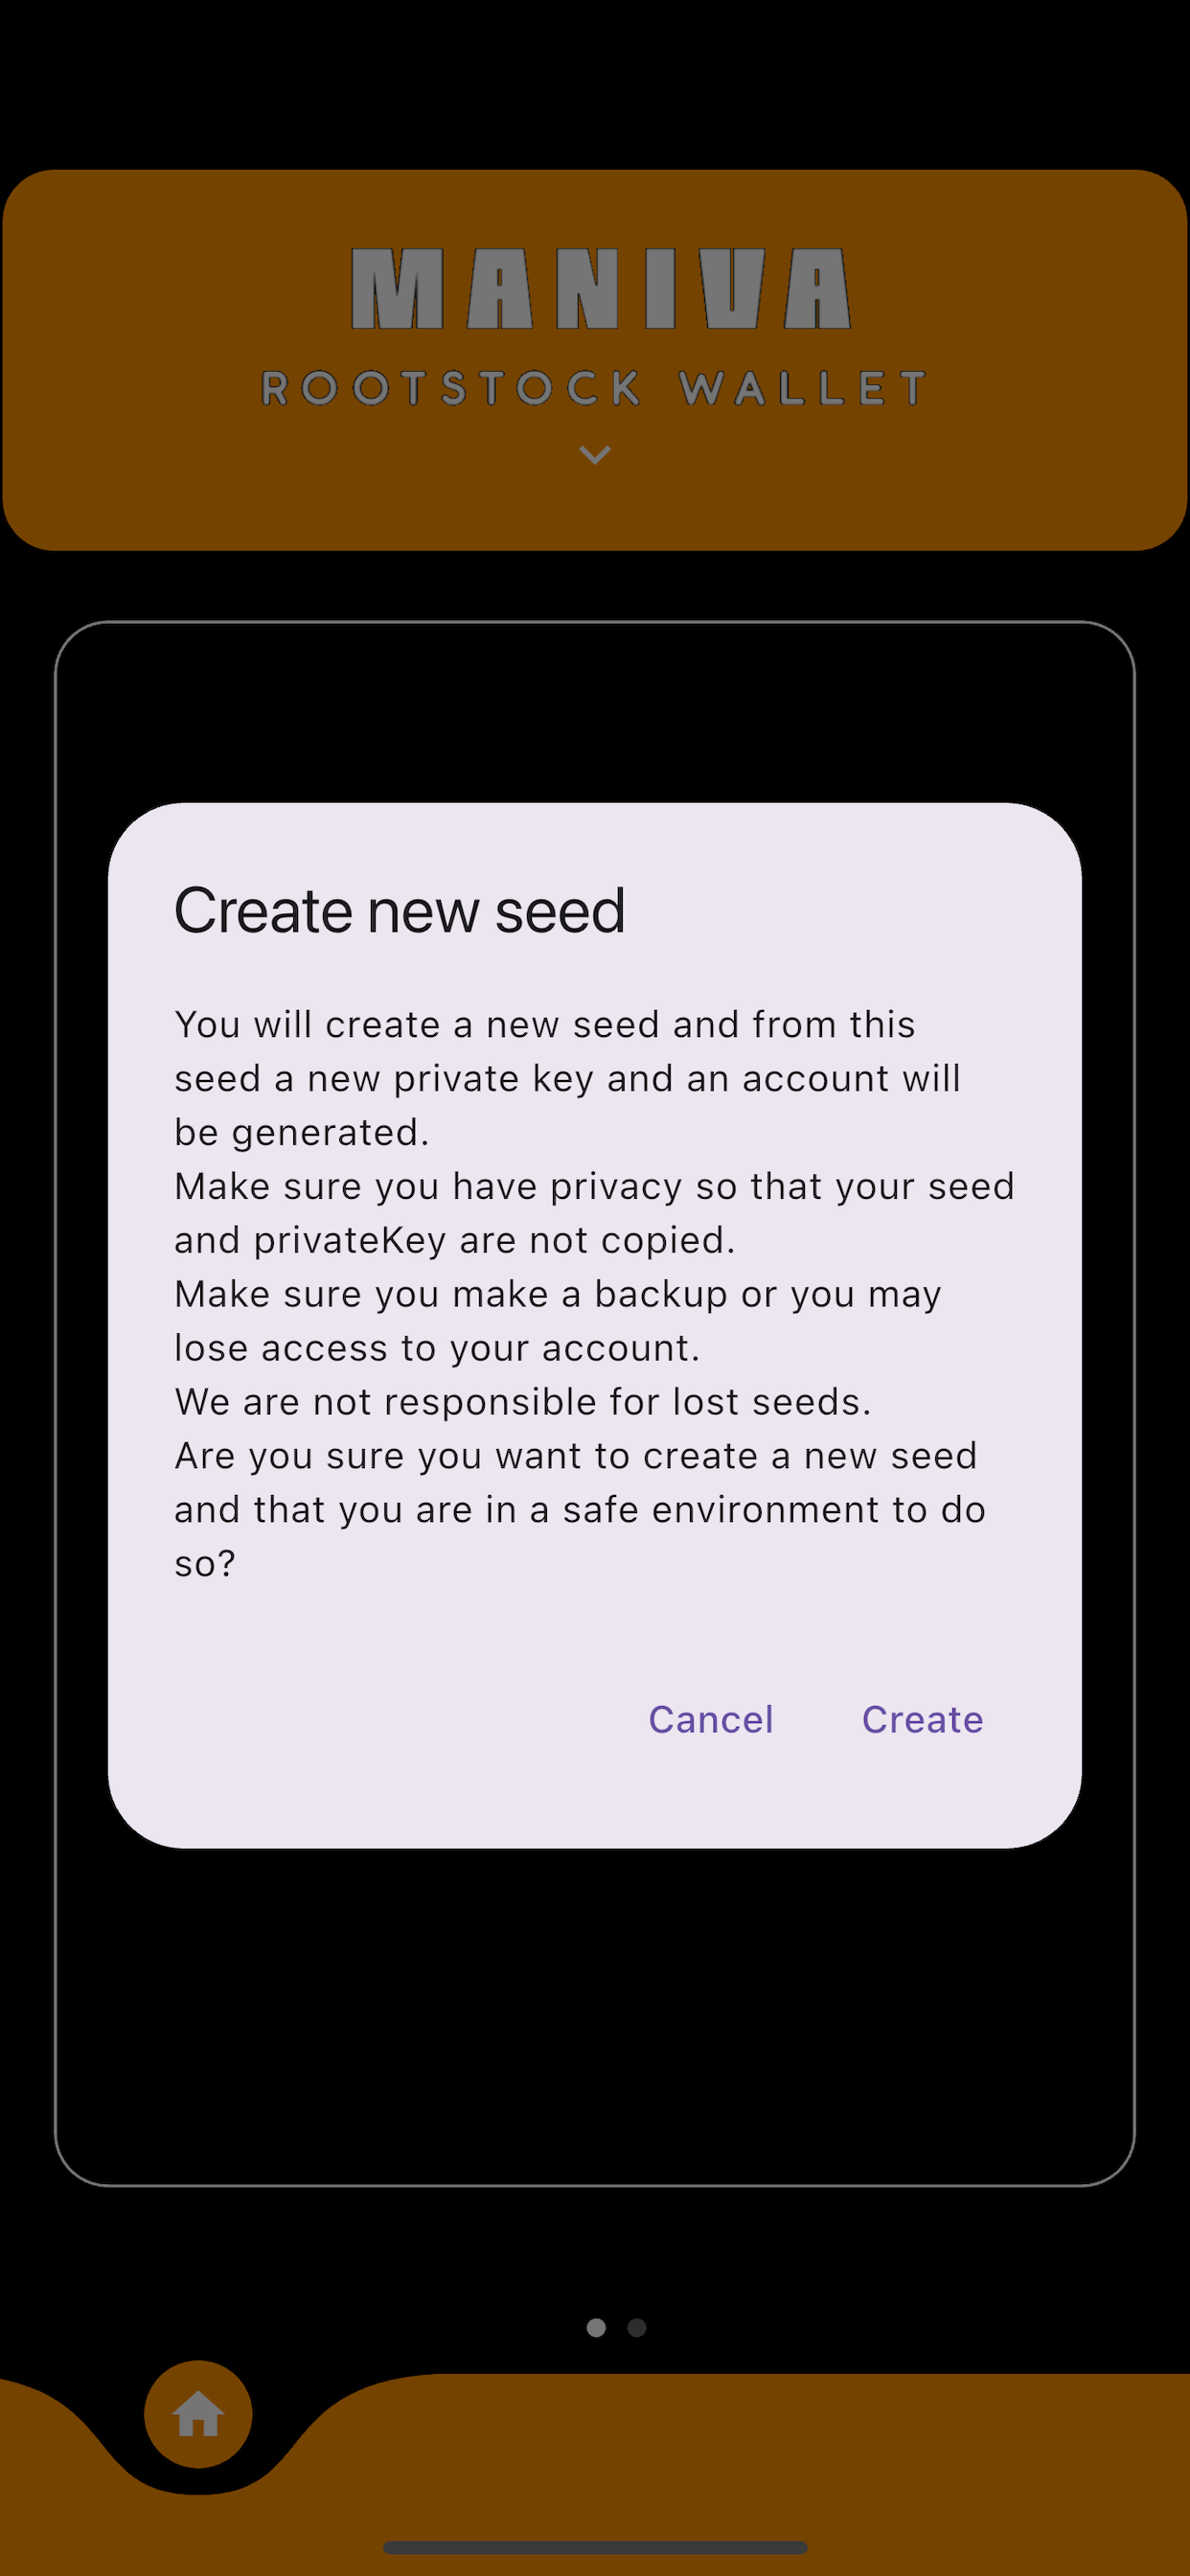 MANIVA
ROOTSTOCK WALLET
Create new seed
You will create a new seed and from this
seed a new private key and an account will
be generated.
Make sure you have privacy so that your seed
and privateKey are not copied.
Make sure you make a backup or you may
lose access to your account.
We are not responsible for lost seeds.
Are you sure you want to create a new seed
and that you are in a safe environment to do
so?
Cancel Create